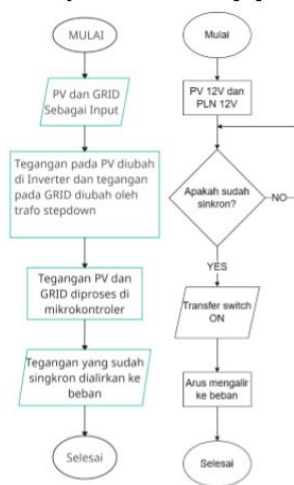 MULAI
PV dan GRID
Sebagai Input
Tegangan pada PV diubah
di Inverter dan tegangan
pada GRID diubah oleh
trafo stepdown
Tegangan PV dan
GRID diproses di
mikrokontroler
Tegangan yang sudah
singkron dialirkan ke
beban
Selesai
Mulai
PV 12V dan
PLN 12V
Apakah sudah
sinkron?
NO
YES
Transfer switch
ON
Arus mengalir
ke beban
Selesai